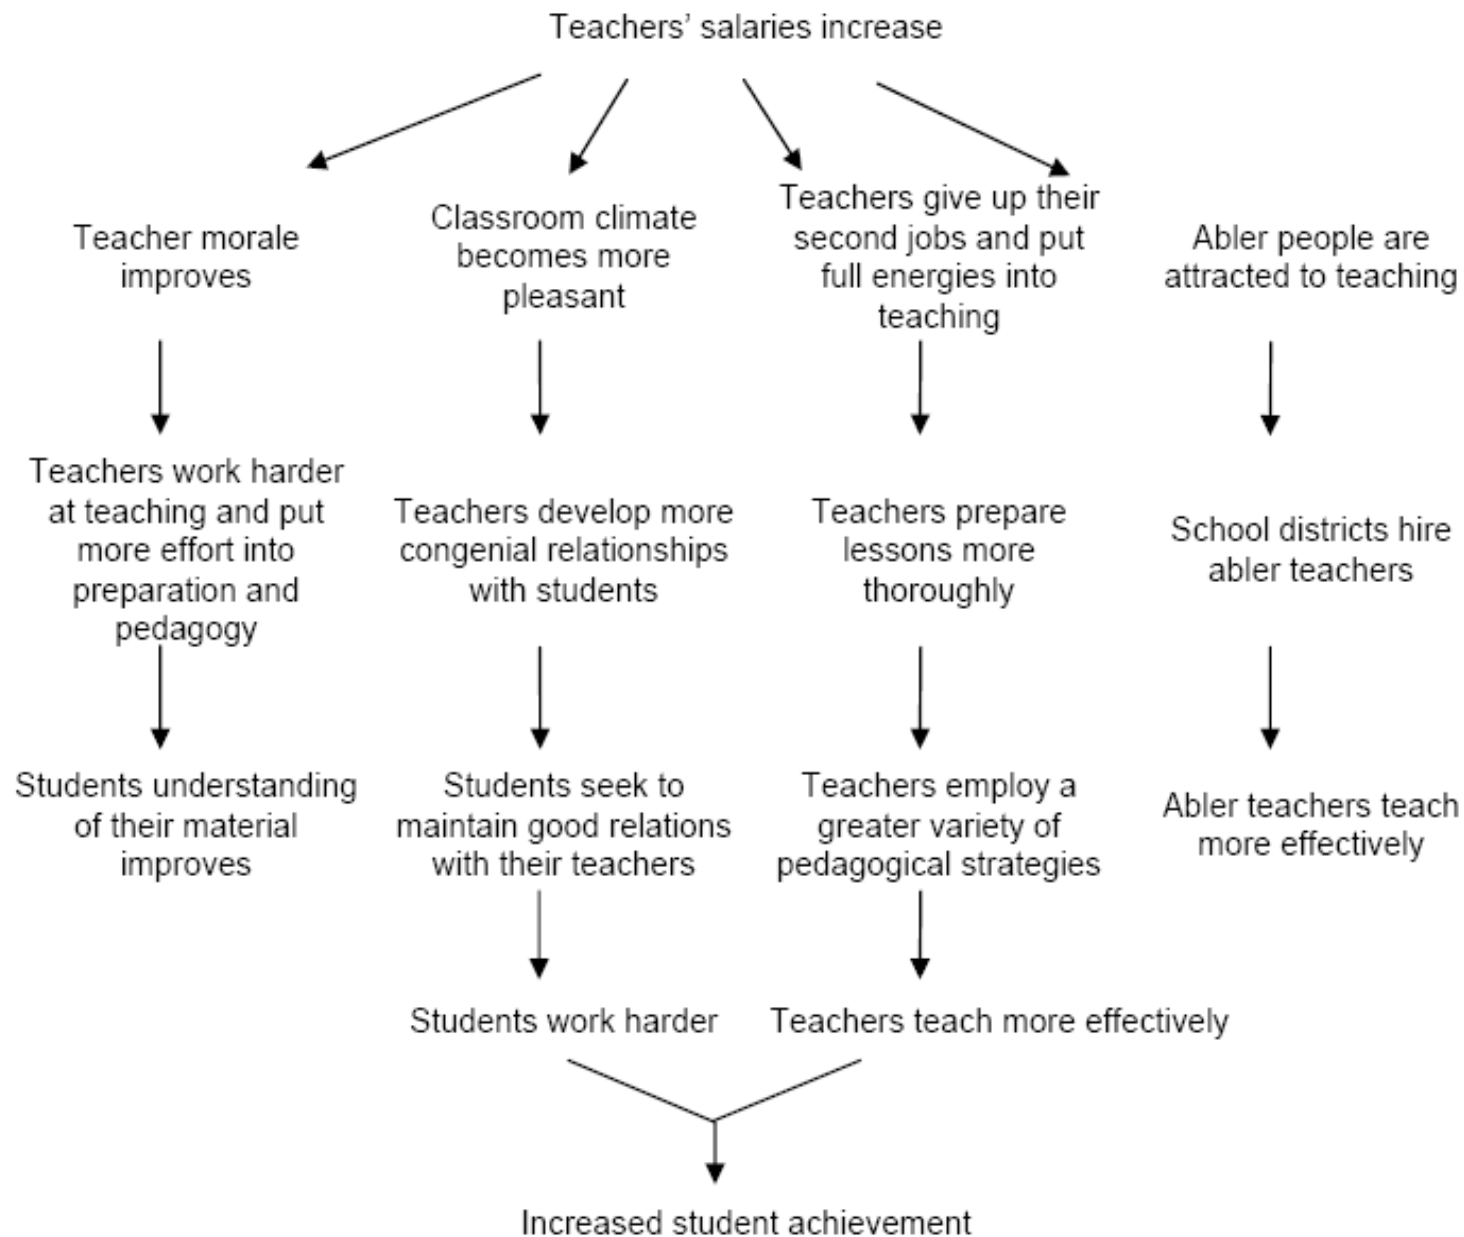 Teachers’ salaries increase
Teacher morale
improves
Classroom climate
becomes more
pleasant
Teachers give up their
second jobs and put
full energies into
teaching
Abler people are
attracted to teaching
Teachers work harder
at teaching and put
more effort into
preparation and
pedagogy
Teachers develop more
congenial relationships
with students
Teachers prepare
lessons more
thoroughly
School districts hire
abler teachers
Students understanding
of their material
improves
Students seek to
maintain good relations
with their teachers
Teachers employ a
greater variety of
pedagogical strategies
Abler teachers teach
more effectively
Students work harder
Teachers teach more effectively
Increased student achievement